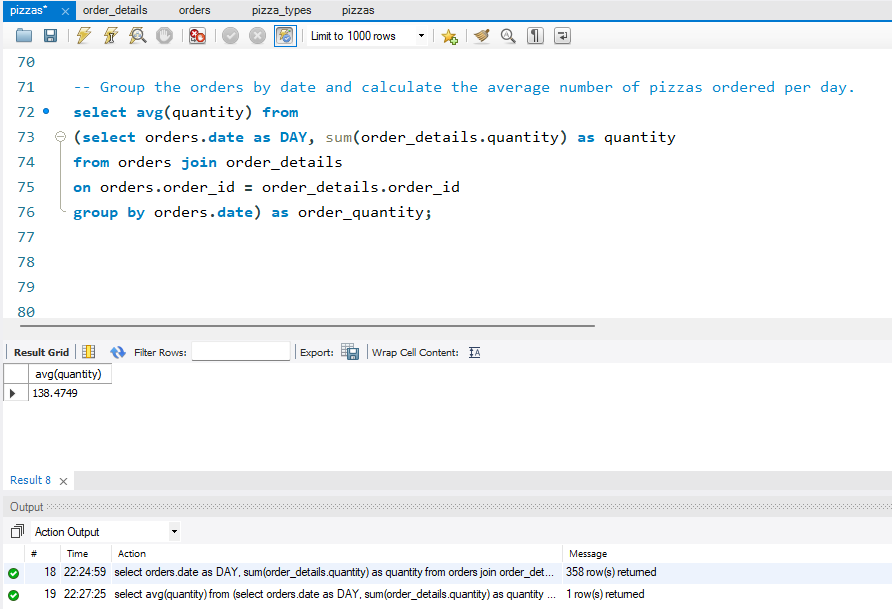 pizzas* order_details orders pizza_types pizzas
Limit to 1000 rows
70
71 -- Group the orders by date and calculate the average number of pizzas ordered per day.
72 select avg(quantity) from
73 (select orders.date as DAY, sum(order_details.quantity) as quantity
74 from orders join order_details
75 on orders.order_id = order_details.order_id
76 group by orders.date) as order_quantity;
77
78
79
80
Result Grid Filter Rows: Export: Wrap Cell Content: IA
avg(quantity)
138.4749
Result 8
Output
Action Output
# Time Action Message
18 22:24:59 select orders.date as DAY, sum(order_details.quantity) as quantity from orders join order_det... 358 row(s) returned
19 22:27:25 select avg(quantity) from (select orders.date as DAY, sum(order_details.quantity) as quantity ... 1 row(s) returned